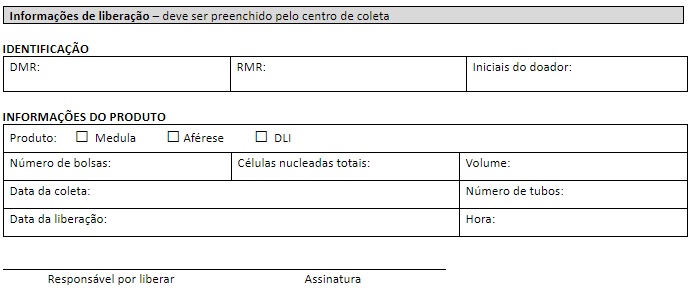 Informações de liberação – deve ser preenchido pelo centro de coleta
IDENTIFICAÇÃO
DMR: RMR: Iniciais do doador:
INFORMAÇÕES DO PRODUTO
Produto: ☐ Medula ☐ Aférese ☐ DLI
Número de bolsas: Células nucleadas totais: Volume:
Data da coleta: Número de tubos:
Data da liberação: Hora:
Responsável por liberar Assinatura